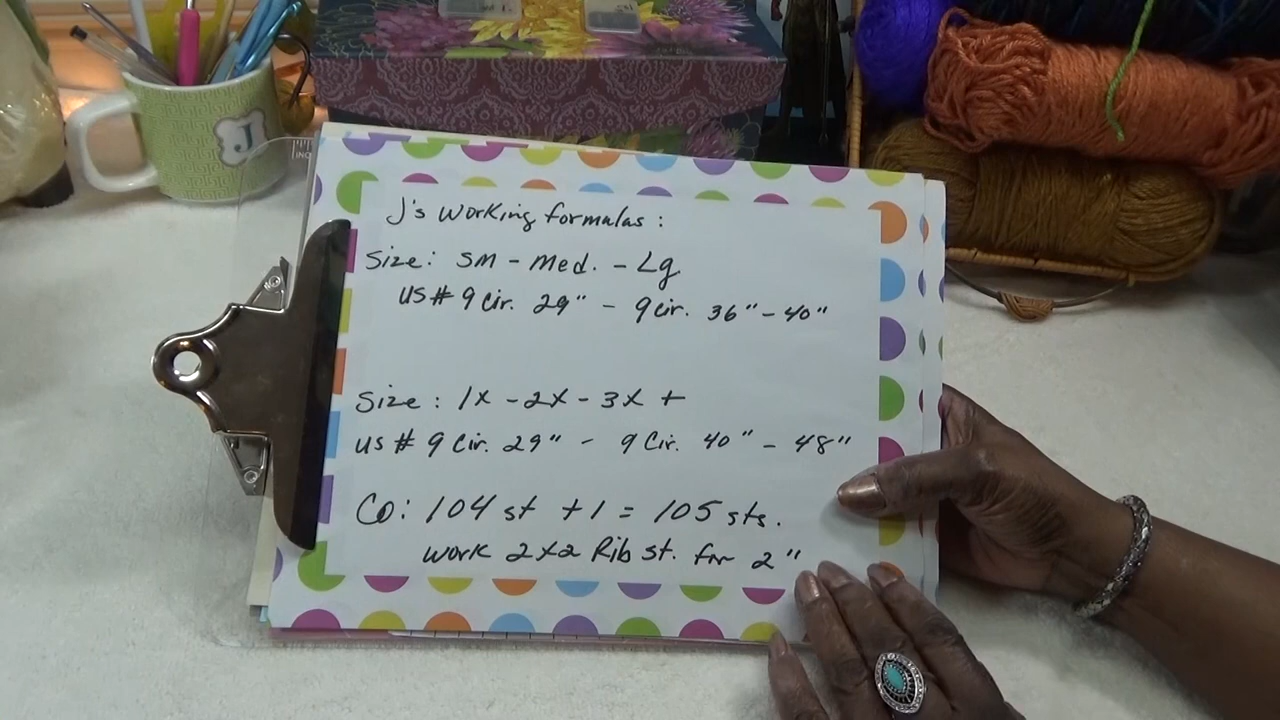 J
INC
J's working formulas:
Size: SM - Med. - Lg
US# 9 cir. 29" - 9 cir. 36" - 40"
Size: 1X - 2X - 3X +
US # 9 Cir. 29" - 9 Cir. 40" - 48"
CO: 104 st +1 = 105 sts.
work 2x2 Rib st. for 2"